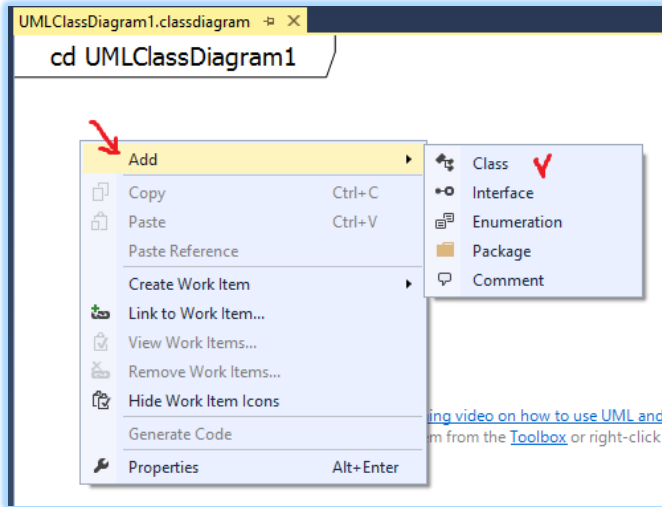 UMLClassDiagram1.classdiagram
cd UMLClassDiagram1
Add
Copy Ctrl+C
Paste Ctrl+V
Paste Reference
Create Work Item
Link to Work Item...
View Work Items...
Remove Work Items...
Hide Work Item Icons
Generate Code
Properties Alt+Enter
Class
Interface
Enumeration
Package
Comment
ing video on how to use UML and
m from the Toolbox or right-click